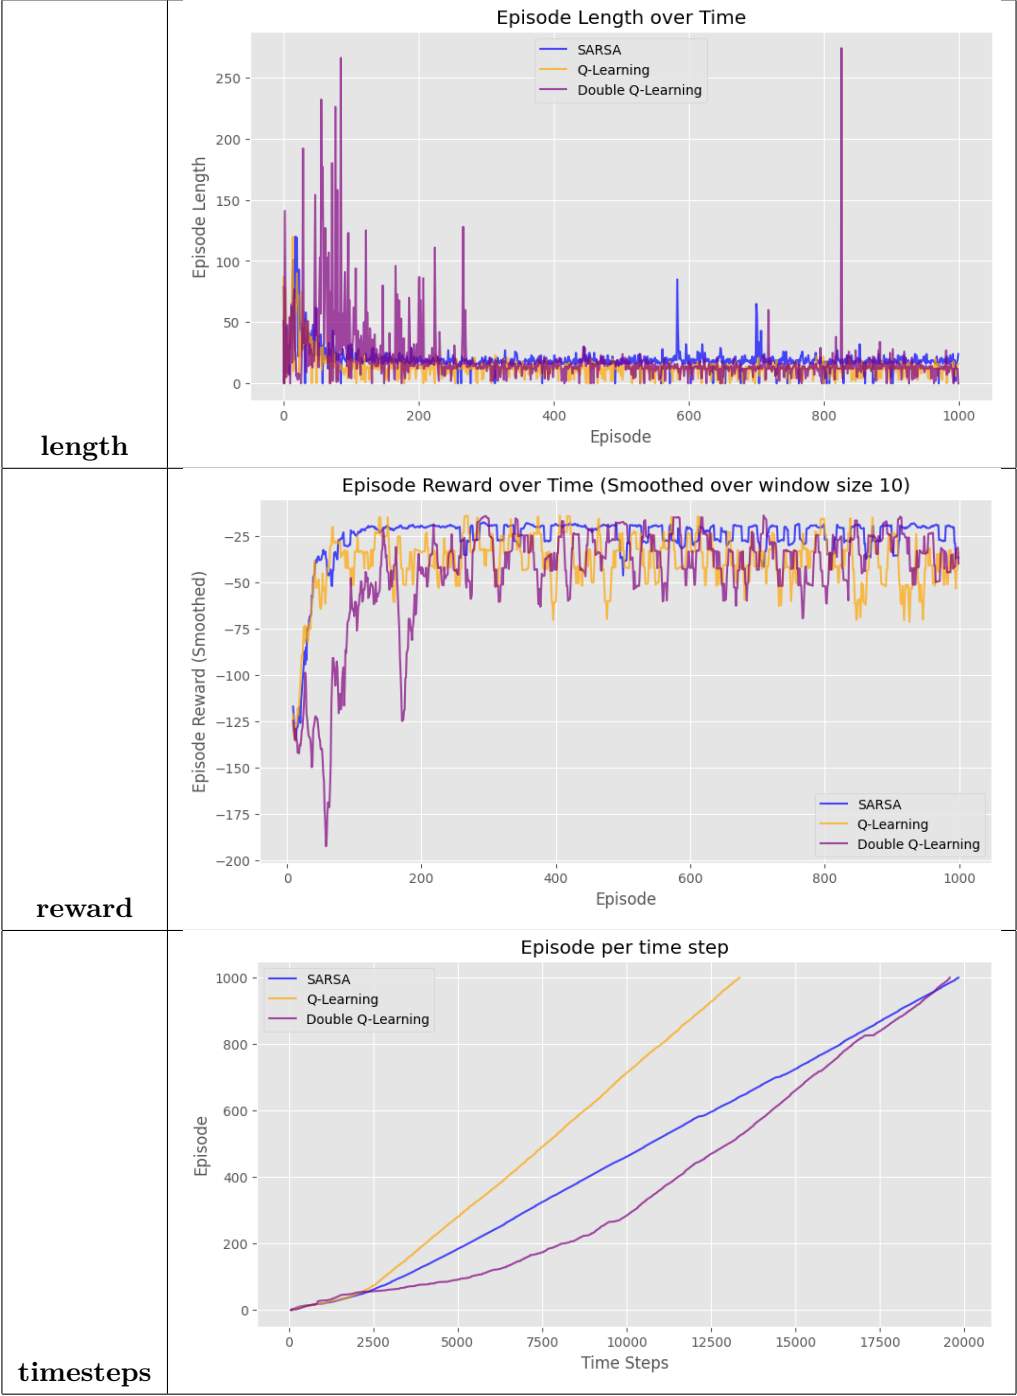 Episode Length over Time
SARSA
Q-Learning
Double Q-Learning
250
200
150
100
50
0
Episode Length
0 200 400 600 800 1000
Episode
length
Episode Reward over Time (Smoothed over window size 10)
−25
−50
−75
−100
−125
−150
−175
−200
Episode Reward (Smoothed)
SARSA
Q-Learning
Double Q-Learning
0 200 400 600 800 1000
Episode
reward
Episode per time step
SARSA
Q-Learning
Double Q-Learning
1000
800
600
400
200
0
Episode
0 2500 5000 7500 10000 12500 15000 17500 20000
Time Steps
timesteps